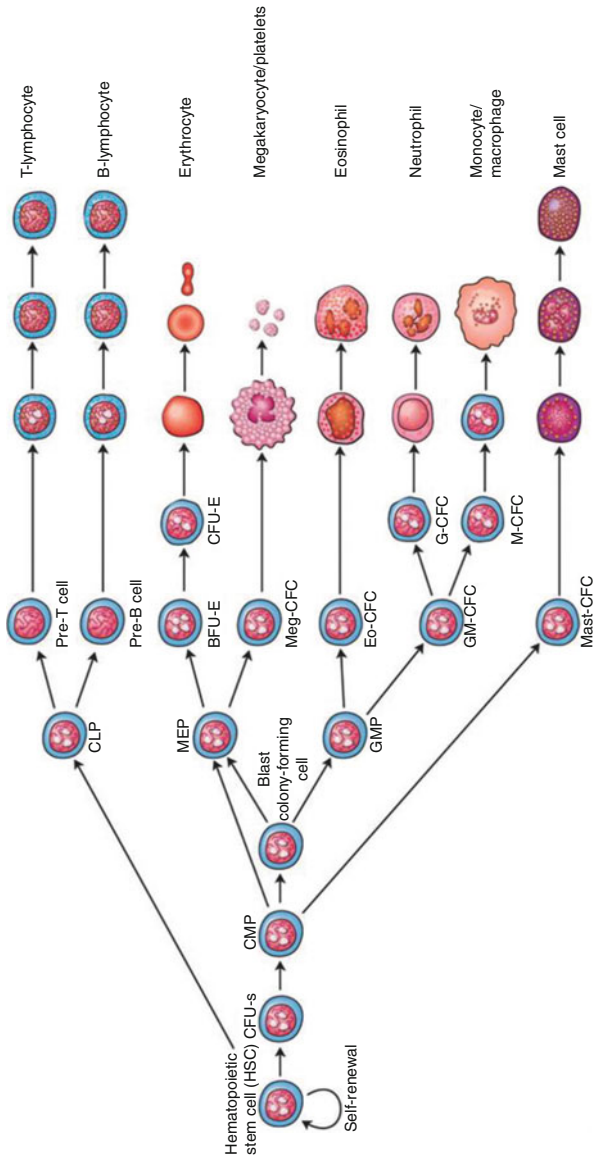 T-lymphocyte
B-lymphocyte
Erythrocyte
Megakaryocyte/platelets
Eosinophil
Neutrophil
Monocyte/
macrophage
Mast cell
CFU-E
G-CFC
M-CFC
Pre-T cell
Pre-B cell
BFU-E
Meg-CFC
Eo-CFC
GM-CFC
Mast-CFC
CLP
MEP
GMP
Blast
colony-forming
cell
CMP
CFU-s
Hematopoietic
stem cell (HSC)
Self-renewal